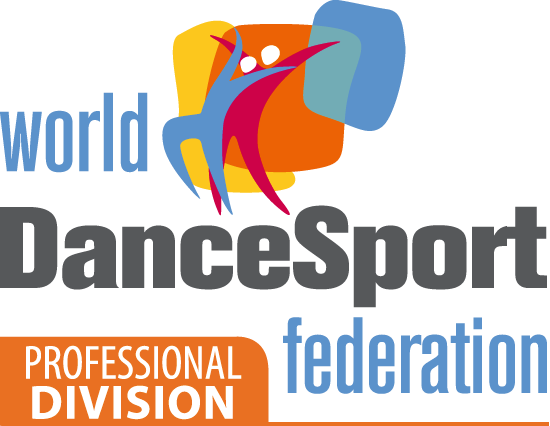 world
DanceSport
federation
PROFESSIONAL
DIVISION